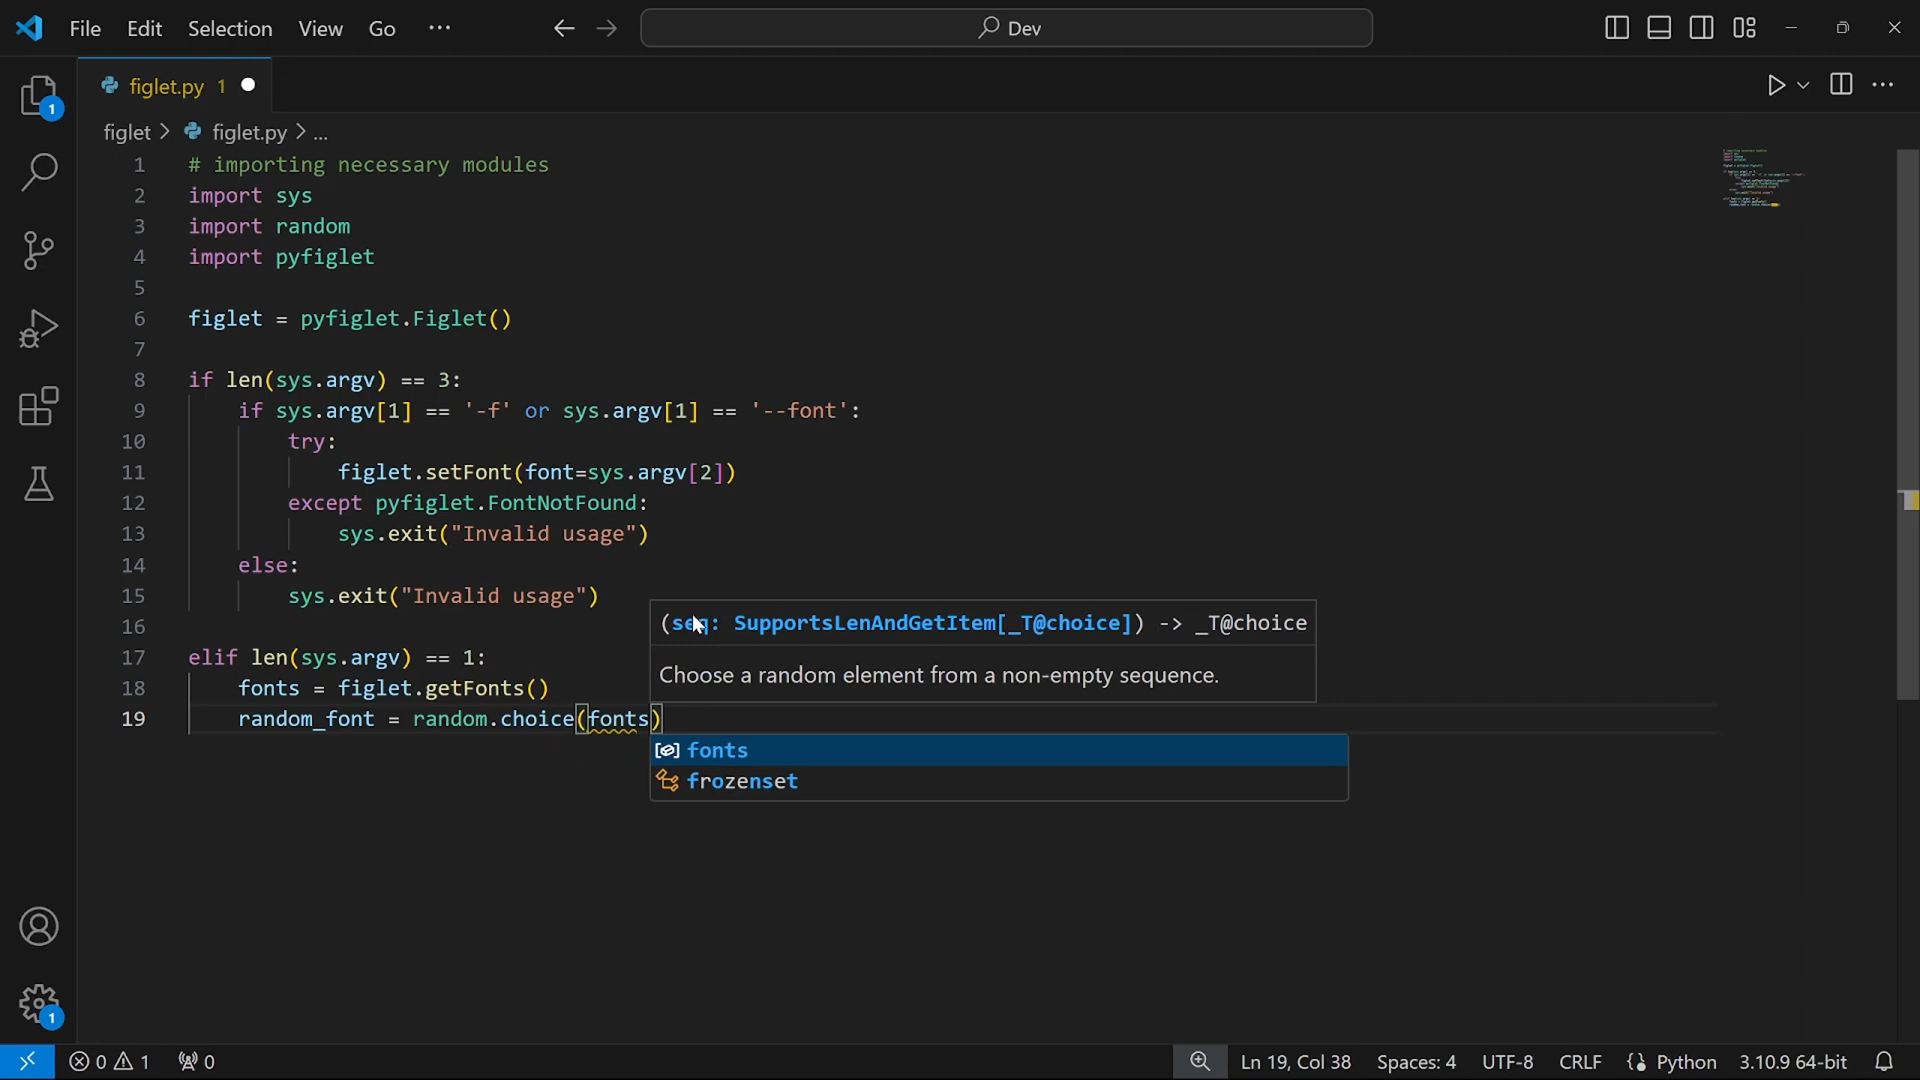 File Edit Selection View Go ··· Dev
figlet.py 1
figlet > figlet.py > ...
1 # importing necessary modules
2 import sys
3 import random
4 import pyfiglet
5
6 figlet = pyfiglet.Figlet()
7
8 if len(sys.argv) == 3:
9 if sys.argv[1] == '-f' or sys.argv[1] == '--font':
10 try:
11 figlet.setFont(font=sys.argv[2])
12 except pyfiglet.FontNotFound:
13 sys.exit("Invalid usage")
14 else:
15 sys.exit("Invalid usage")
16
(seq: SupportsLenAndGetItem[_T@choice]) -> _T@choice
17 elif len(sys.argv) == 1:
Choose a random element from a non-empty sequence.
18 fonts = figlet.getFonts()
19 random_font = random.choice(fonts)
fonts
frozenset
1
1
0 1 0 Ln 19, Col 38 Spaces: 4 UTF-8 CRLF {} Python 3.10.9 64-bit